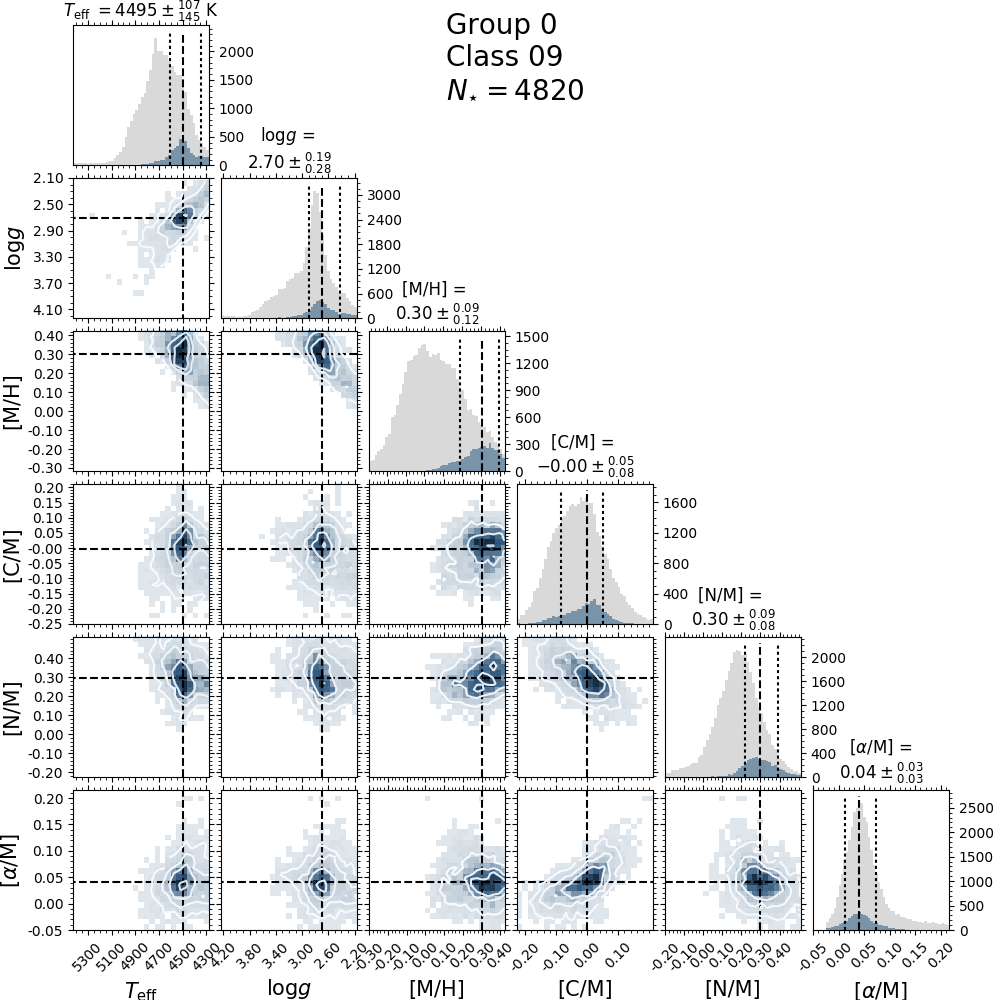 T_eff = 4495 ± 107 145 K
Group 0
Class 09
N⋆ = 4820
2000
1500
1000
500
0
log g =
2.70 ± 0.19 0.28
log g
2.10
2.50
2.90
3.30
3.70
4.10
3000
2400
1800
1200
600
0
[M/H] =
0.30 ± 0.09 0.12
[M/H]
0.40
0.30
0.20
0.10
0.00
-0.10
-0.20
-0.30
1500
1200
900
600
300
0
[C/M] =
−0.00 ± 0.05 0.08
[C/M]
0.20
0.15
0.10
0.05
-0.00
-0.05
-0.10
-0.15
-0.20
-0.25
1600
1200
800
400
0
[N/M] =
0.30 ± 0.09 0.08
[N/M]
0.40
0.30
0.20
0.10
0.00
-0.10
-0.20
2000
1600
1200
800
400
0
[α/M] =
0.04 ± 0.03 0.03
[α/M]
0.20
0.15
0.10
0.05
0.00
-0.05
2500
2000
1500
1000
500
0
5300 5100 4900 4700 4500 4300
4.20 3.80 3.40 3.00 2.60 2.20
-0.30 -0.20 -0.10 0.00 0.10 0.20 0.30 0.40
-0.20 -0.10 0.00 0.10
-0.20 -0.10 0.00 0.10 0.20 0.30 0.40
-0.05 0.00 0.05 0.10 0.15 0.20
T_eff
log g
[M/H]
[C/M]
[N/M]
[α/M]